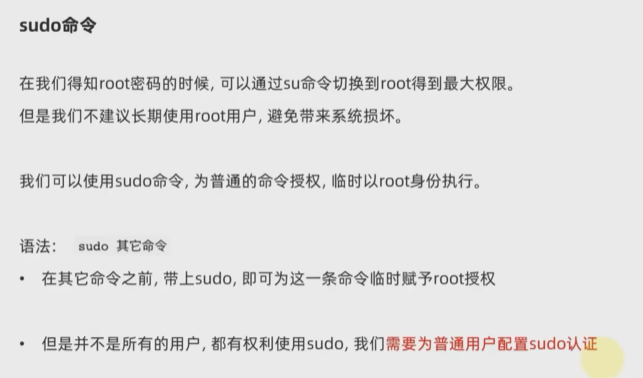 sudo命令
在我们得知root密码的时候, 可以通过su命令切换到root得到最大权限。
但是我们不建议长期使用root用户, 避免带来系统损坏。
我们可以使用sudo命令, 为普通的命令授权, 临时以root身份执行。
语法： sudo 其它命令
• 在其它命令之前, 带上sudo, 即可为这一条命令临时赋予root授权
• 但是并不是所有的用户, 都有权利使用sudo, 我们需要为普通用户配置sudo认证